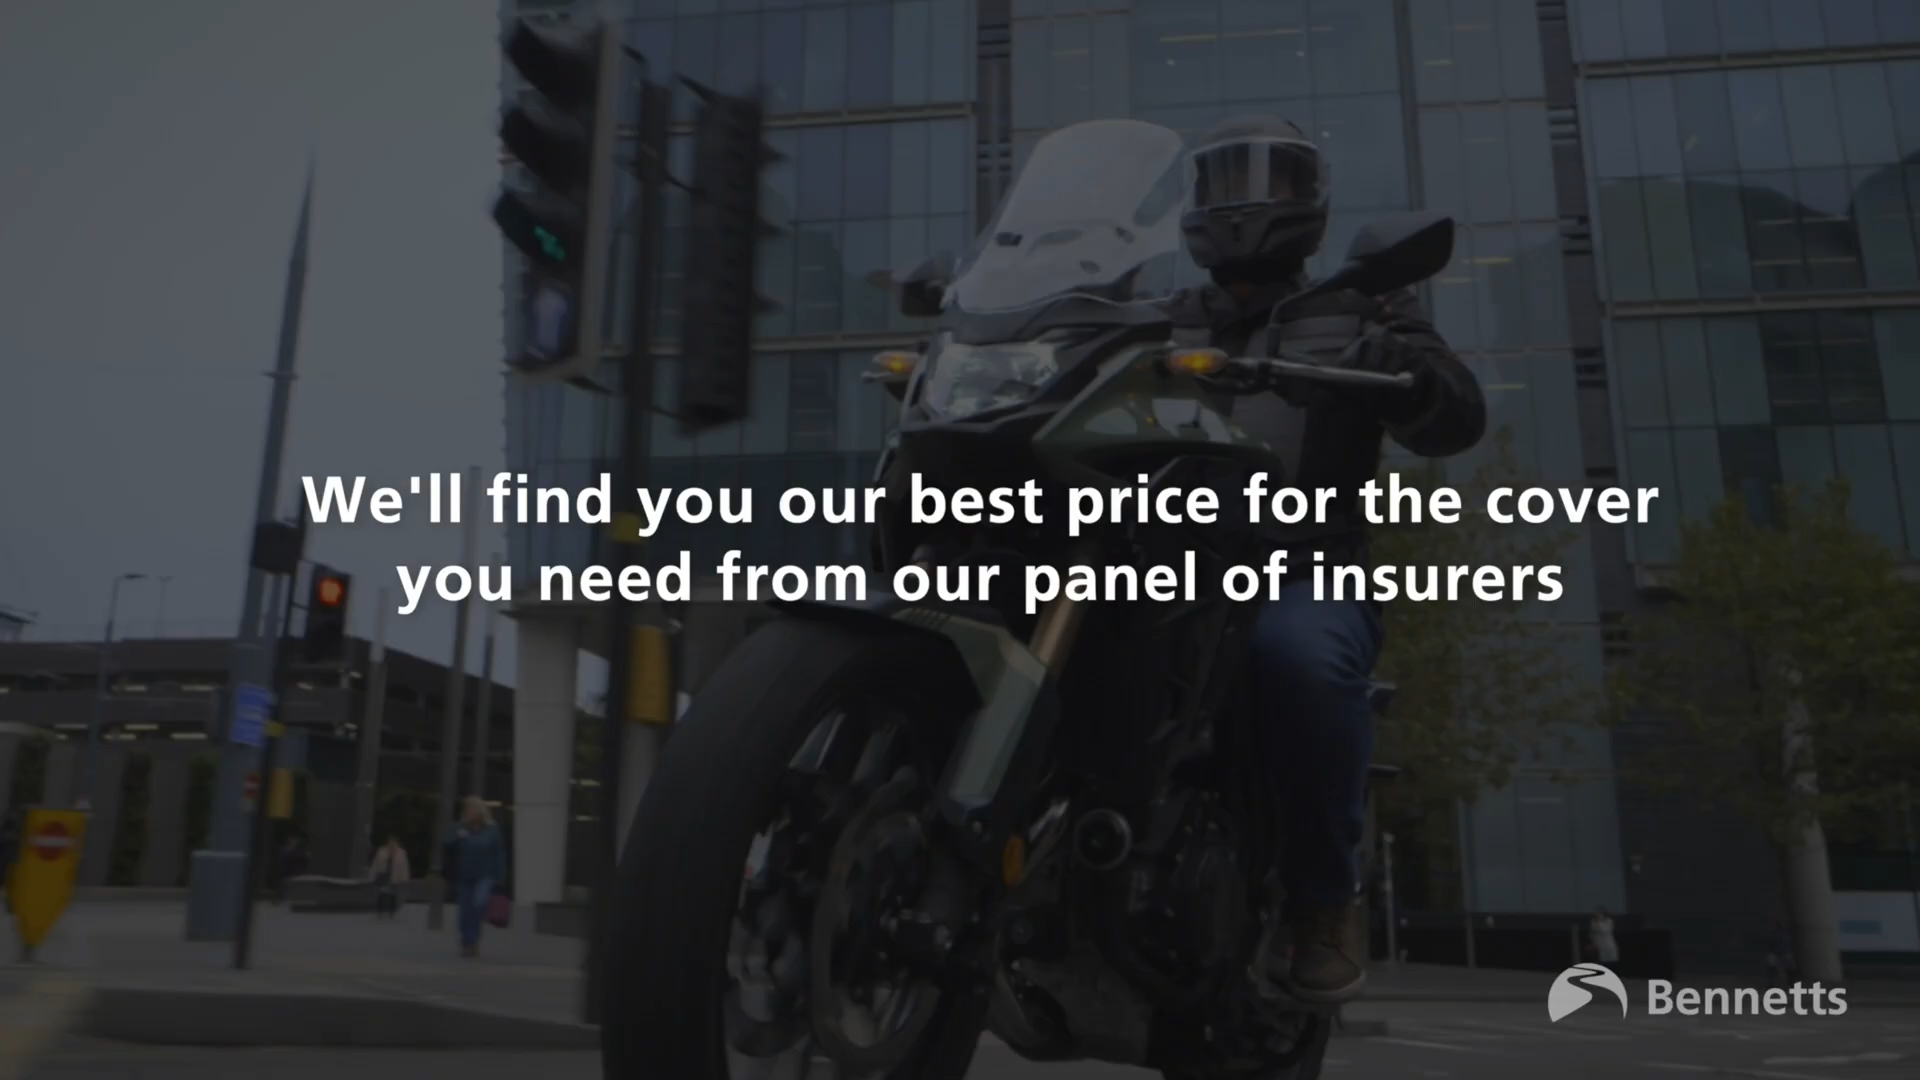 We'll find you our best price for the cover
you need from our panel of insurers
Bennetts